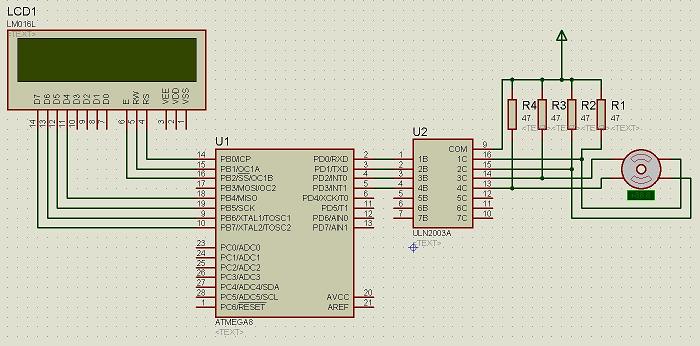 LCD1
LM016L
<TEXT>
D7 D6 D5 D4 D3 D2 D1 D0 E RW RS VEE VDD VSS
14 13 12 11 10 9 8 7 6 5 4 3 2 1
R4 R3 R2 R1
47 47 47 47
<TEXT> <TEXT> <TEXT> <TEXT>
U1
14 PB0/ICP PD0/RXD 2
15 PB1/OC1A PD1/TXD 3
16 PB2/SS/OC1B PD2/INT0 4
17 PB3/MOSI/OC2 PD3/INT1 5
18 PB4/MISO PD4/XCK/T0 6
19 PB5/SCK PD5/T1 11
9 PB6/XTAL1/TOSC1 PD6/AIN0 12
10 PB7/XTAL2/TOSC2 PD7/AIN1 13
23 PC0/ADC0
24 PC1/ADC1
25 PC2/ADC2
26 PC3/ADC3
27 PC4/ADC4/SDA
28 PC5/ADC5/SCL AVCC 20
1 PC6/RESET AREF 21
ATMEGA8
<TEXT>
U2
COM 9
1 1B 1C 16
2 2B 2C 15
3 3B 3C 14
4 4B 4C 13
5 5B 5C 12
6 6B 6C 11
7 7B 7C 10
ULN2003A
<TEXT>